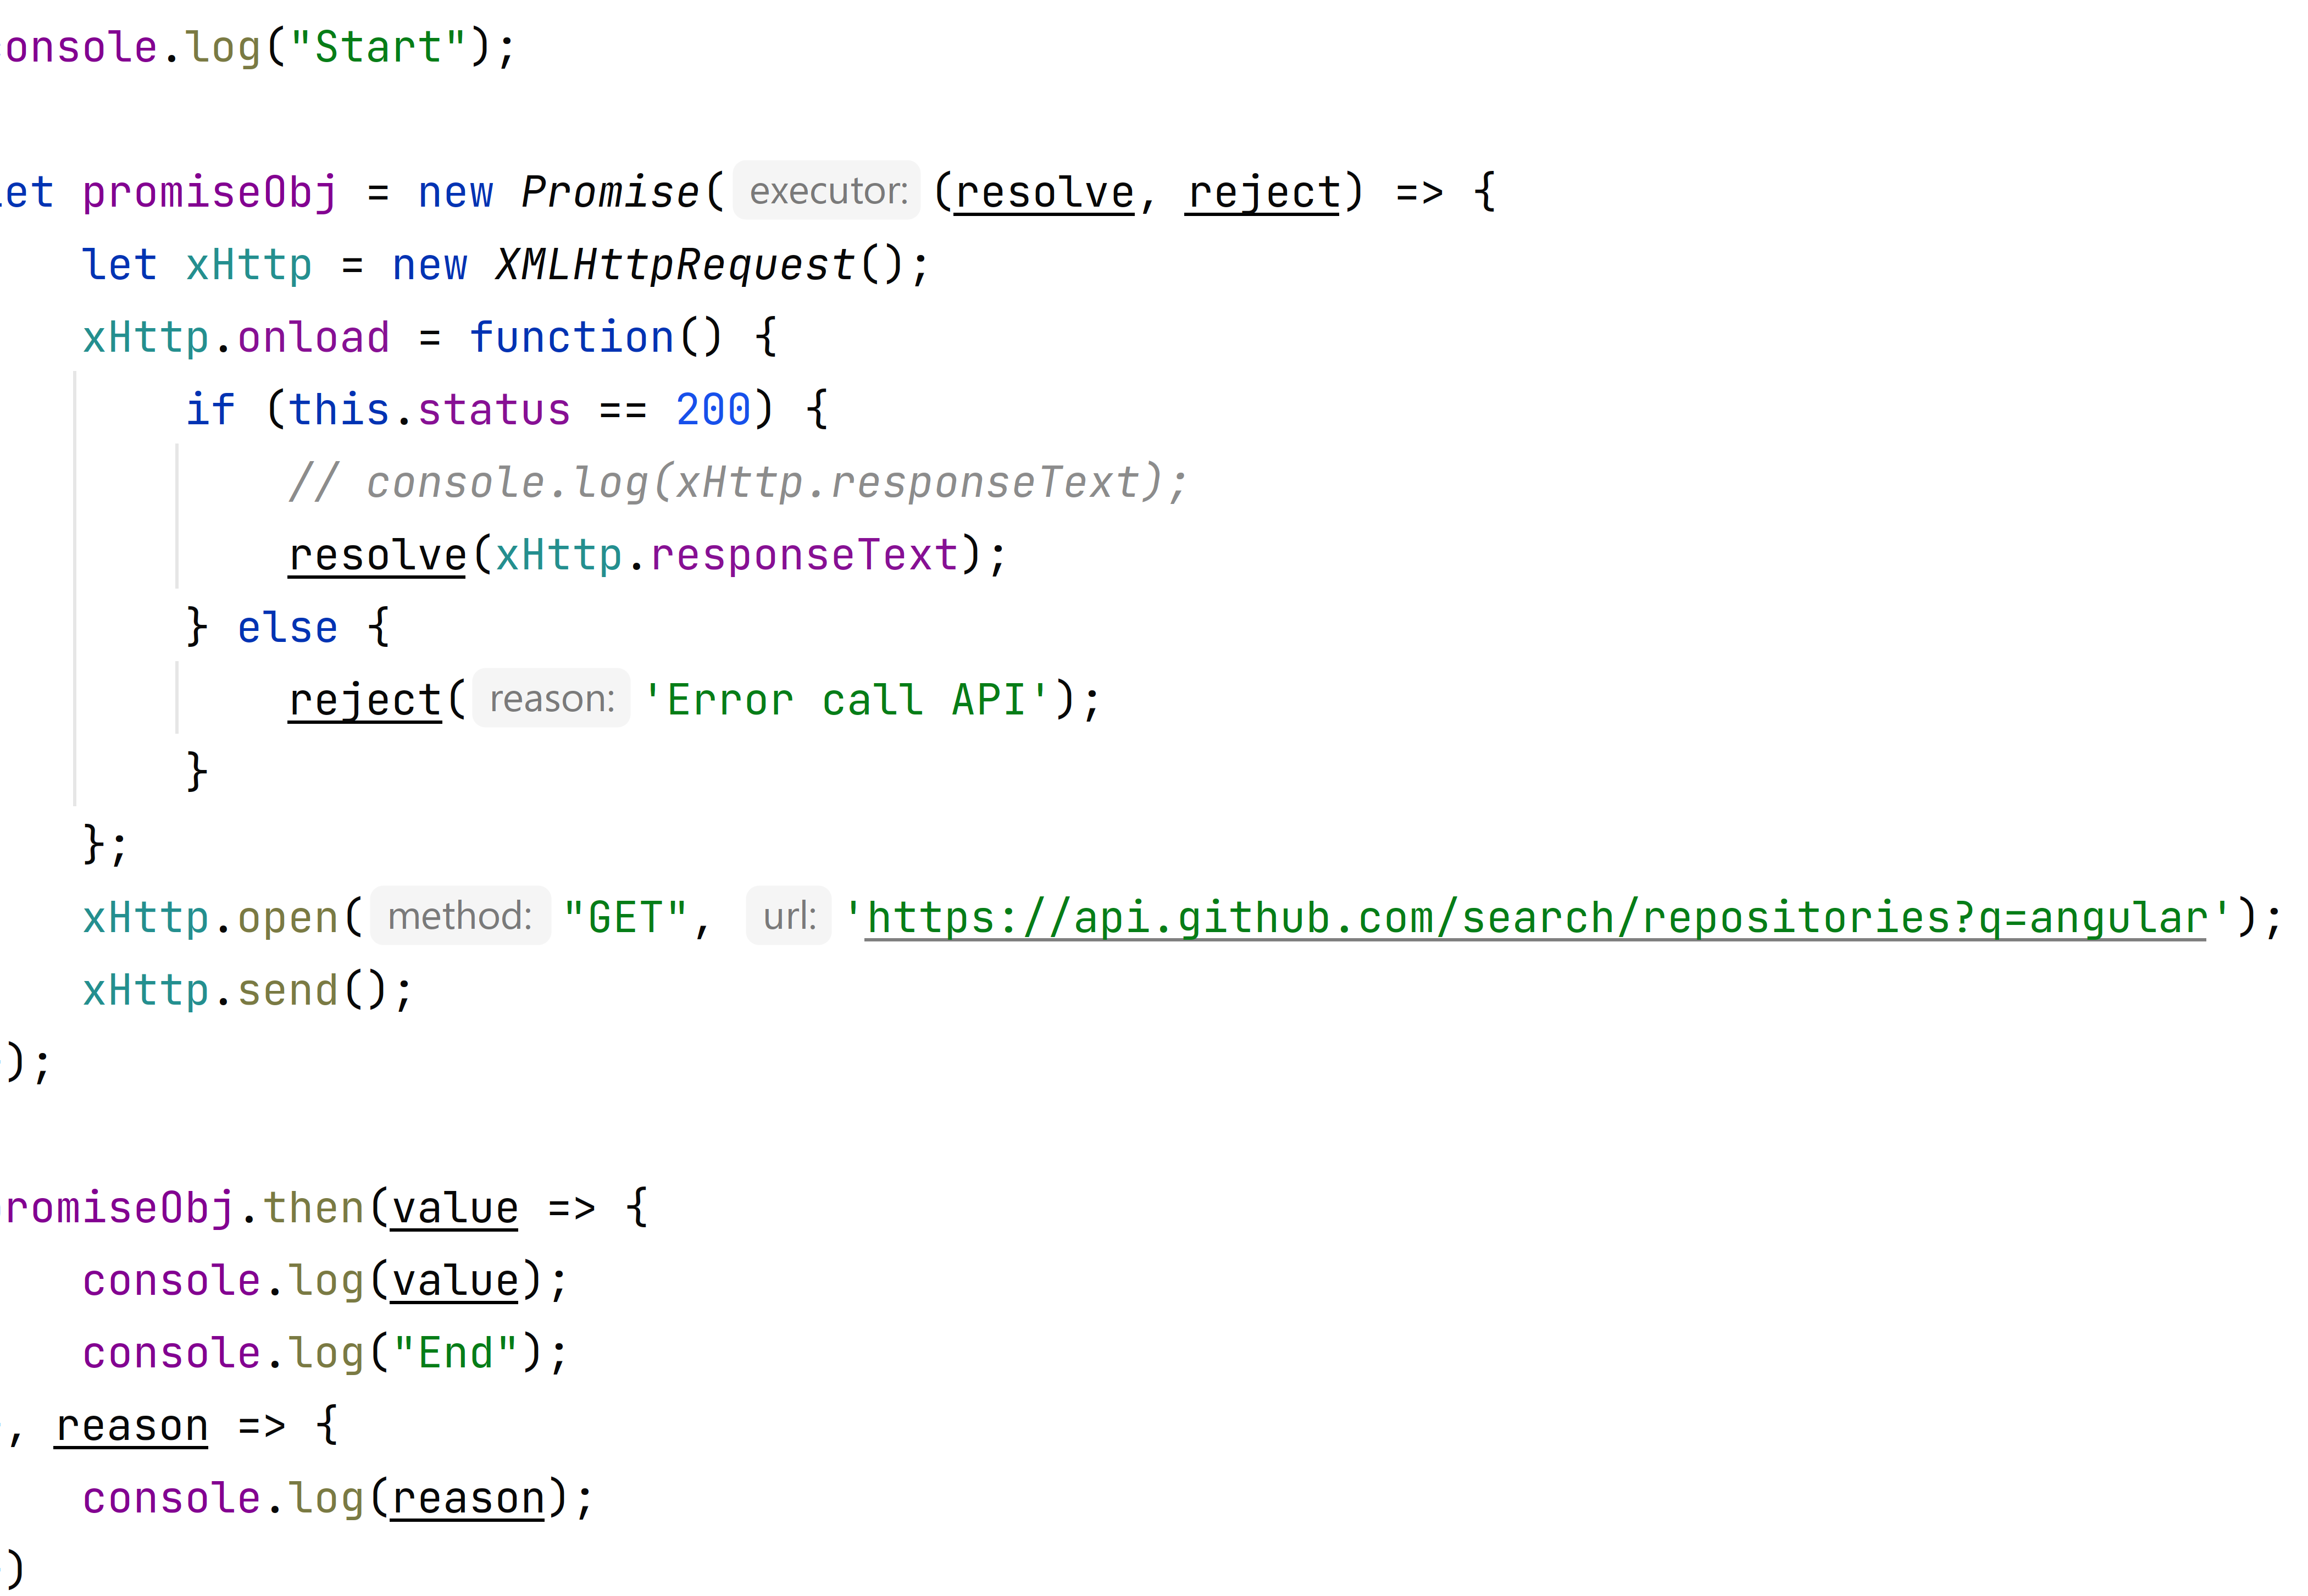 onsole.log("Start");
let promiseObj = new Promise( executor: (resolve, reject) => {
let xHttp = new XMLHttpRequest();
xHttp.onload = function() {
if (this.status == 200) {
// console.log(xHttp.responseText);
resolve(xHttp.responseText);
} else {
reject( reason: 'Error call API');
}
};
xHttp.open( method: "GET", url: 'https://api.github.com/search/repositories?q=angular');
xHttp.send();
);
romiseObj.then(value => {
console.log(value);
console.log("End");
, reason => {
console.log(reason);
)